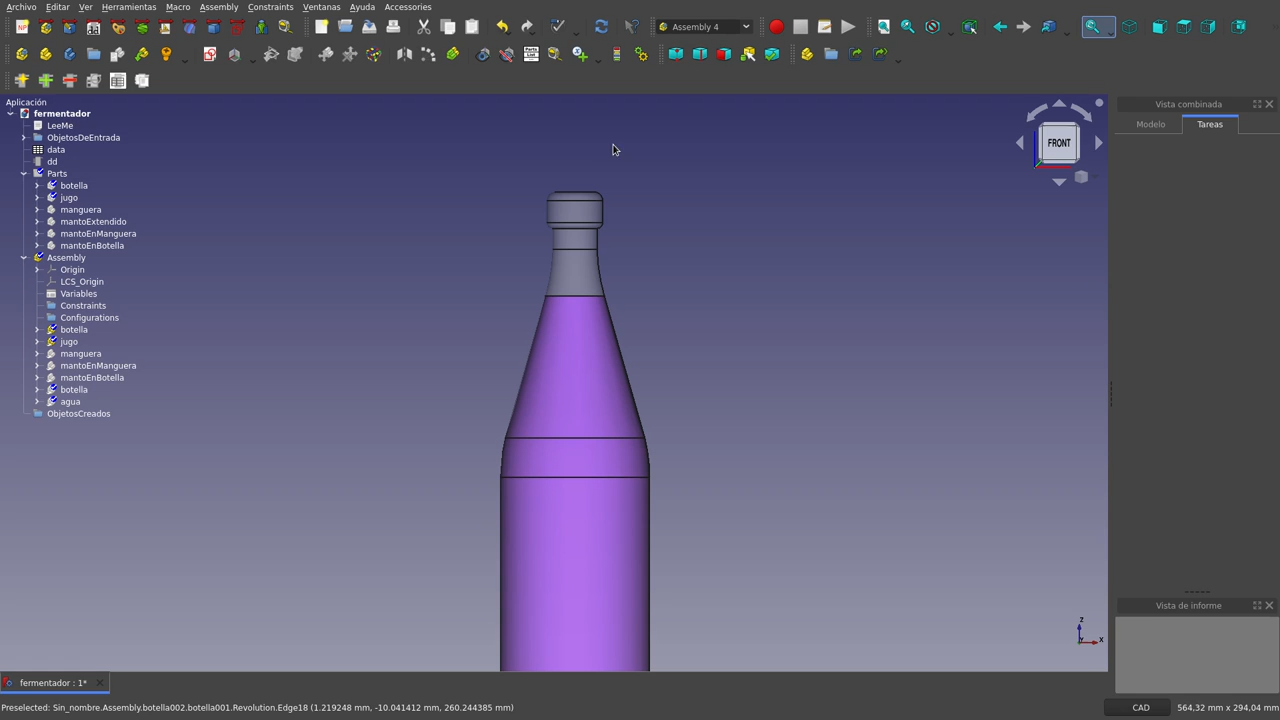 Archivo Editar Ver Herramientas Macro Assembly Constraints Ventanas Ayuda Accesorios
Assembly 4
Aplicación
fermentador
LeeMe
ObjetosDeEntrada
data
dd
Parts
botella
jugo
manguera
mantoExtendido
mantoEnManguera
mantoEnBotella
Assembly
Origin
LCS_Origin
Variables
Constraints
Configurations
botella
jugo
manguera
mantoEnManguera
mantoEnBotella
botella
agua
ObjetosCreados
FRONT
Z
Y X
Vista combinada
Modelo Tareas
Vista de informe
fermentador : 1*
Preselected: Sin_nombre.Assembly.botella002.botella001.Revolution.Edge18 (1.219248 mm, -10.041412 mm, 260.244385 mm)
CAD 564,32 mm x 294,04 mm